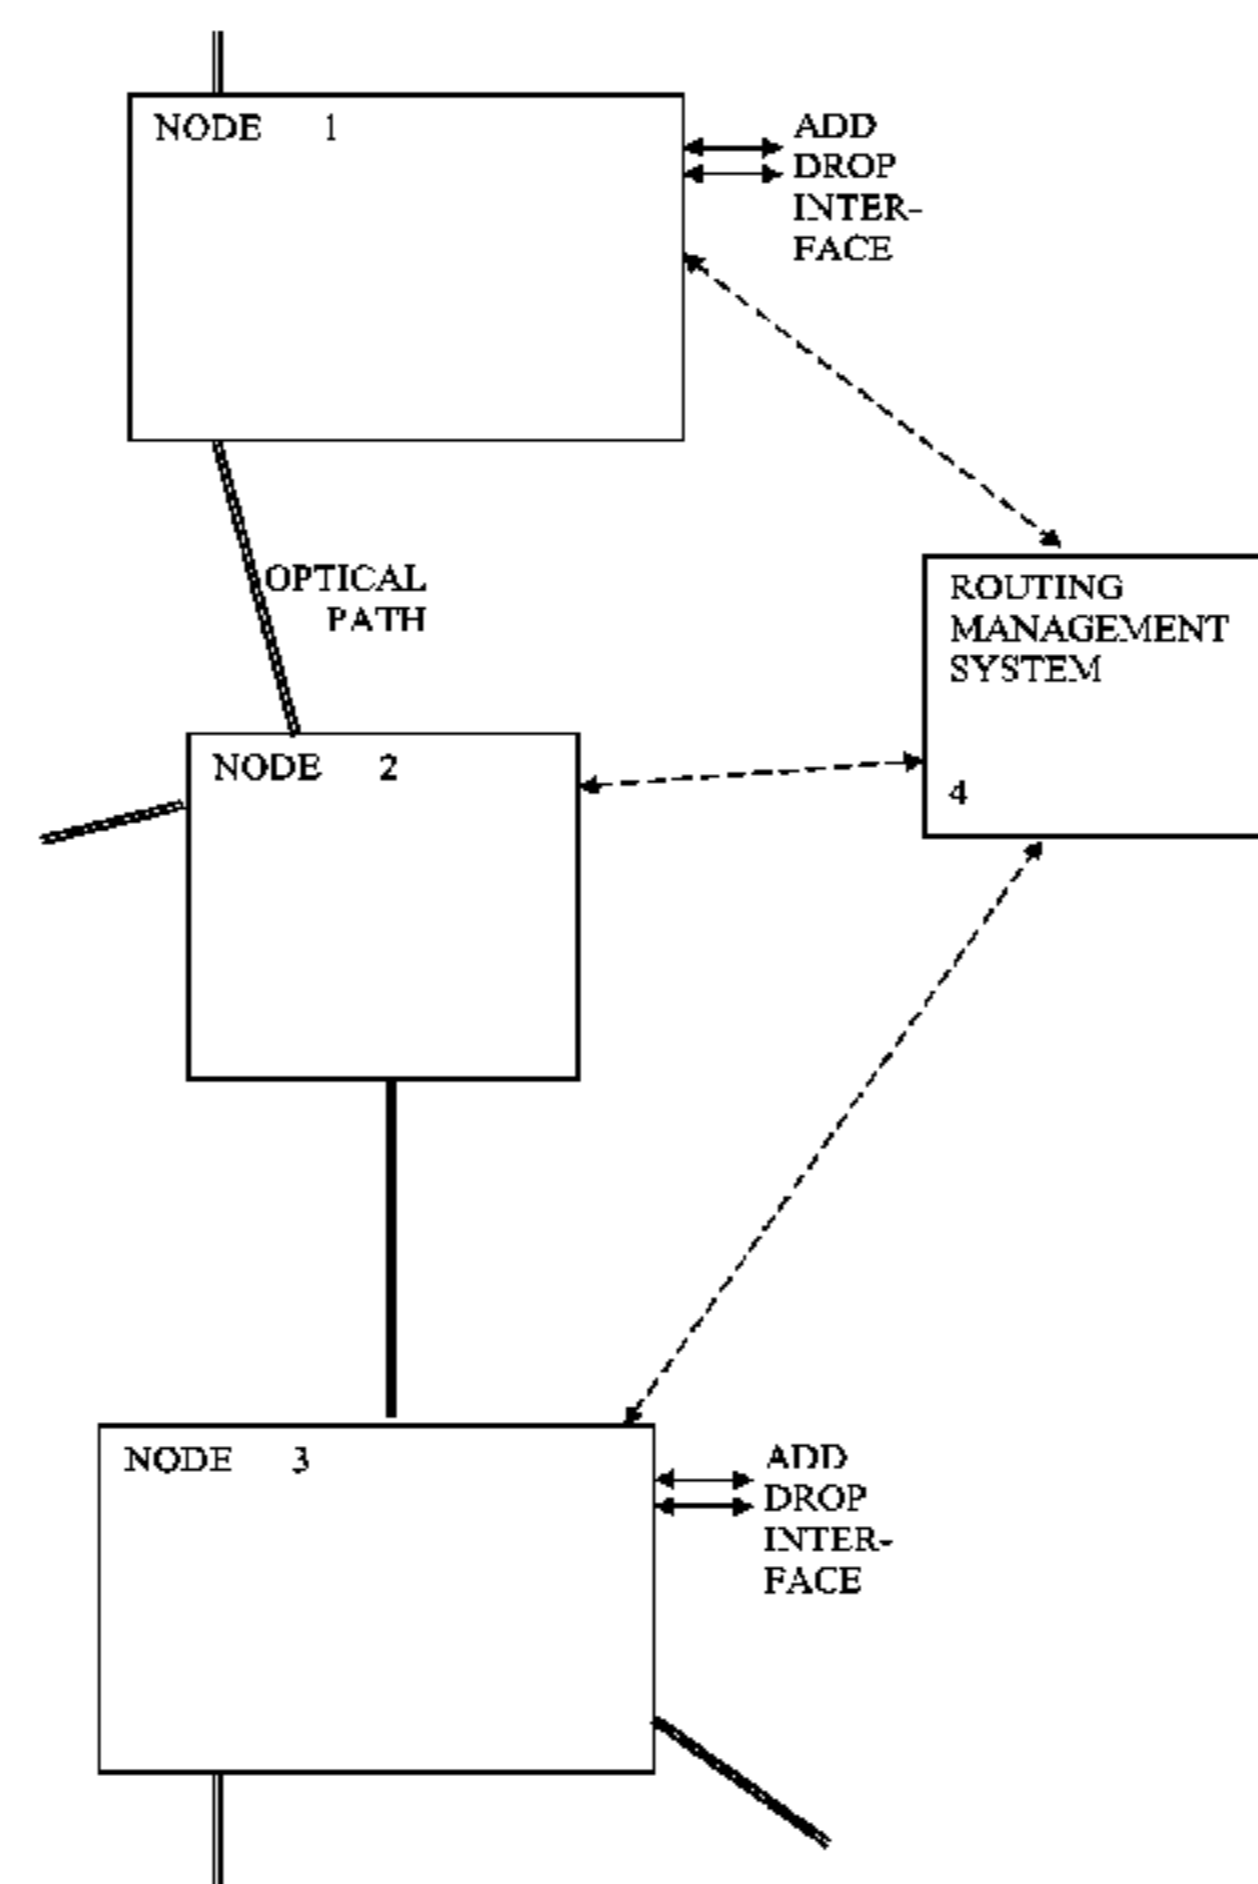 NODE 1
ADD
DROP
INTER-
FACE
OPTICAL
PATH
ROUTING
MANAGEMENT
SYSTEM
4
NODE 2
NODE 3
ADD
DROP
INTER-
FACE